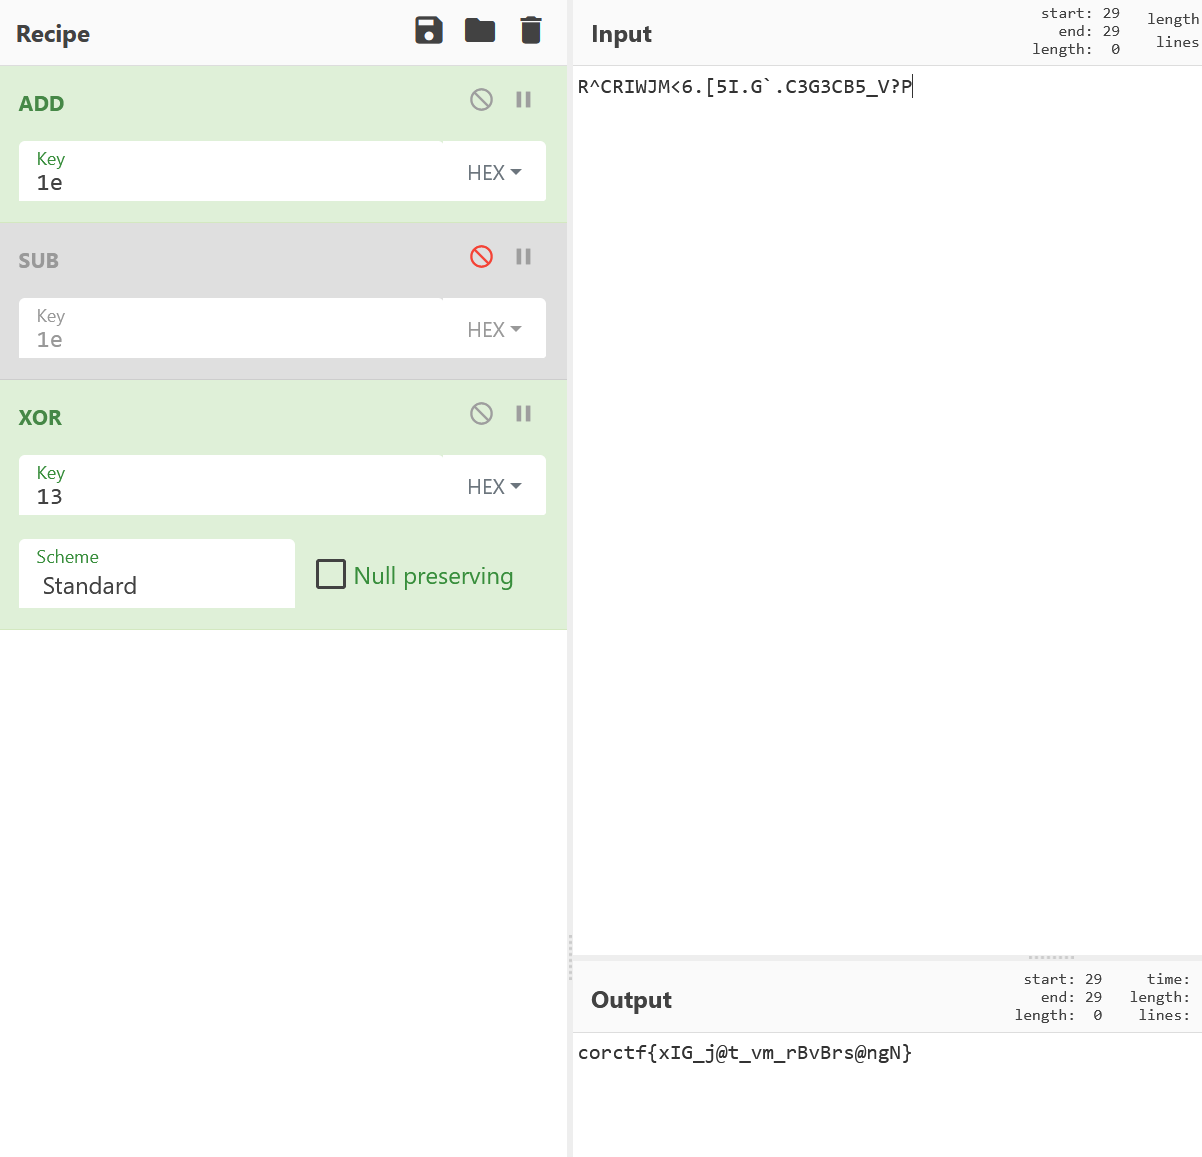 Recipe
ADD
Key
1e
HEX
SUB
Key
1e
HEX
XOR
Key
13
HEX
Scheme
Standard
Null preserving
Input
start: 29
end: 29
length: 0
length
lines
R^CRIWJM<6.[5I.G`.C3G3CB5_V?P
Output
start: 29
end: 29
length: 0
time:
length:
lines:
corctf{xIG_j@t_vm_rBvBrs@ngN}